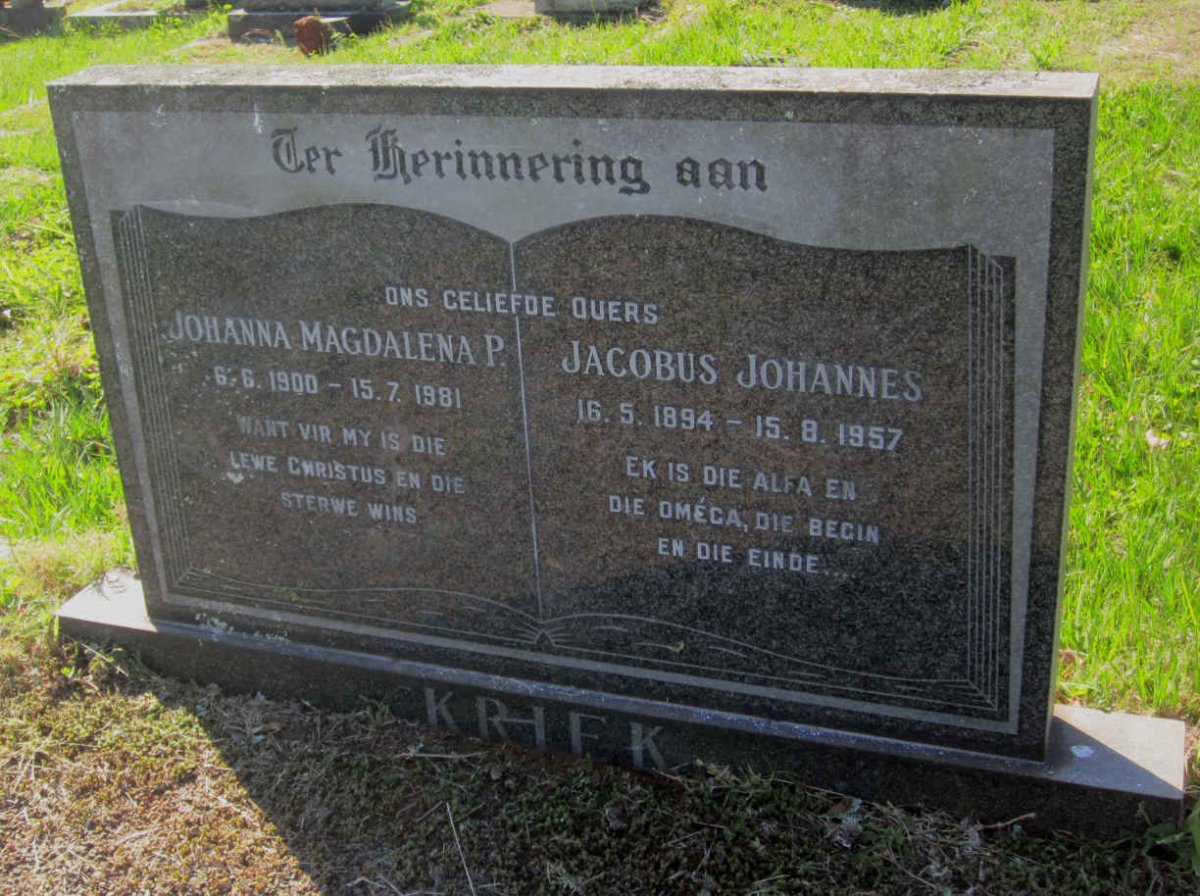 Ter Herinnering aan
ONS GELIEFDE OUERS
JOHANNA MAGDALENA P.
6. 6. 1900 – 15. 7. 1981
WANT VIR MY IS DIE
LEWE CHRISTUS EN DIE
STERWE WINS
JACOBUS JOHANNES
16. 5. 1894 – 15. 8. 1957
EK IS DIE ALFA EN
DIE OMÉGA, DIE BEGIN
EN DIE EINDE...
KRIEK